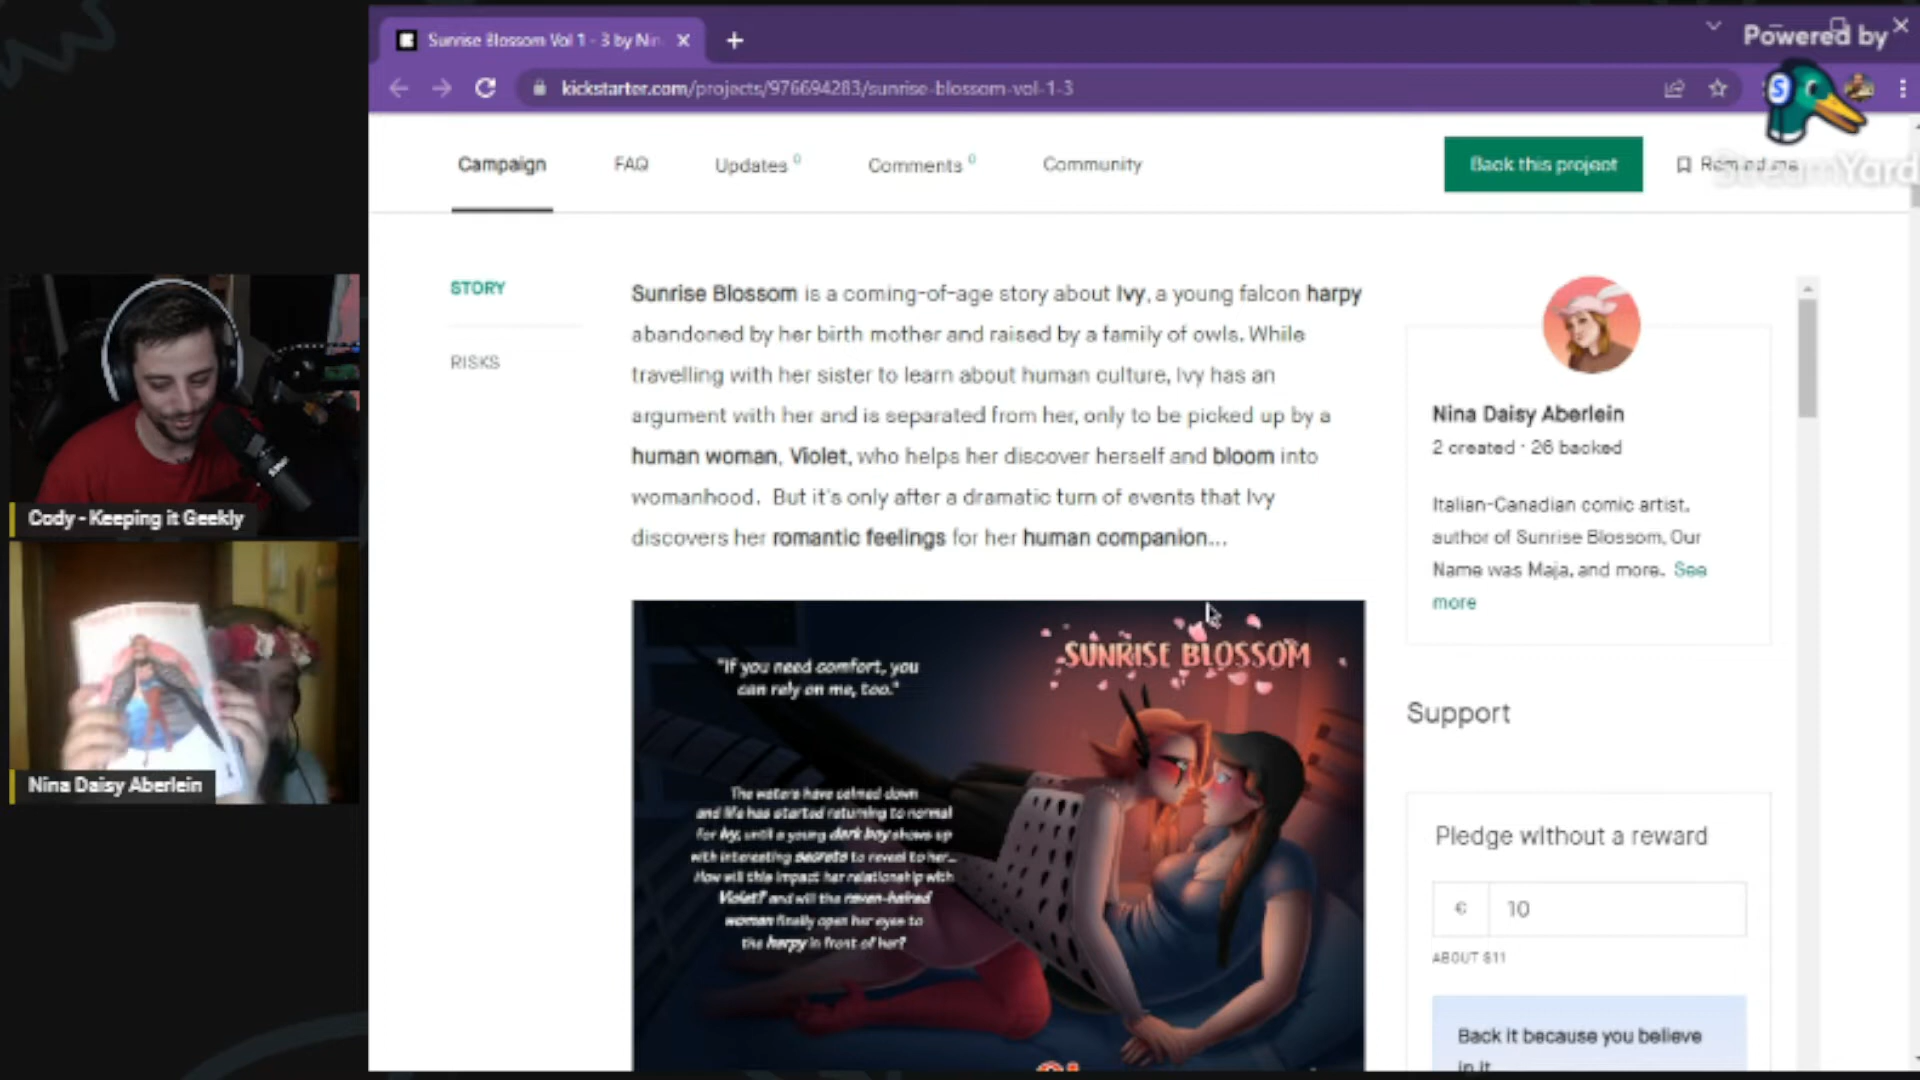 Sunrise Blossom Vol 1 - 3 by Nin
kickstarter.com/projects/976694283/sunrise-blossom-vol-1-3
Powered by
StreamYard
Campaign
FAQ
Updates 0
Comments 0
Community
Back this project
Remind me
STORY
RISKS
Sunrise Blossom is a coming-of-age story about Ivy, a young falcon harpy
abandoned by her birth mother and raised by a family of owls. While
travelling with her sister to learn about human culture, Ivy has an
argument with her and is separated from her, only to be picked up by a
human woman, Violet, who helps her discover herself and bloom into
womanhood. But it's only after a dramatic turn of events that Ivy
discovers her romantic feelings for her human companion...
"If you need comfort, you
can rely on me, too."
SUNRISE BLOSSOM
The waters have calmed down
and life has started returning to normal
for Ivy, until a young dark boy shows up
with interesting secrets to reveal to her...
How will this impact her relationship with
Violet? and will the raven-haired
woman finally open her eyes to
the harpy in front of her?
Nina Daisy Aberlein
2 created · 26 backed
Italian-Canadian comic artist,
author of Sunrise Blossom, Our
Name was Maja, and more. See
more
Support
Pledge without a reward
€ 10
ABOUT $11
Back it because you believe
in it.
Cody - Keeping it Geekly
Nina Daisy Aberlein